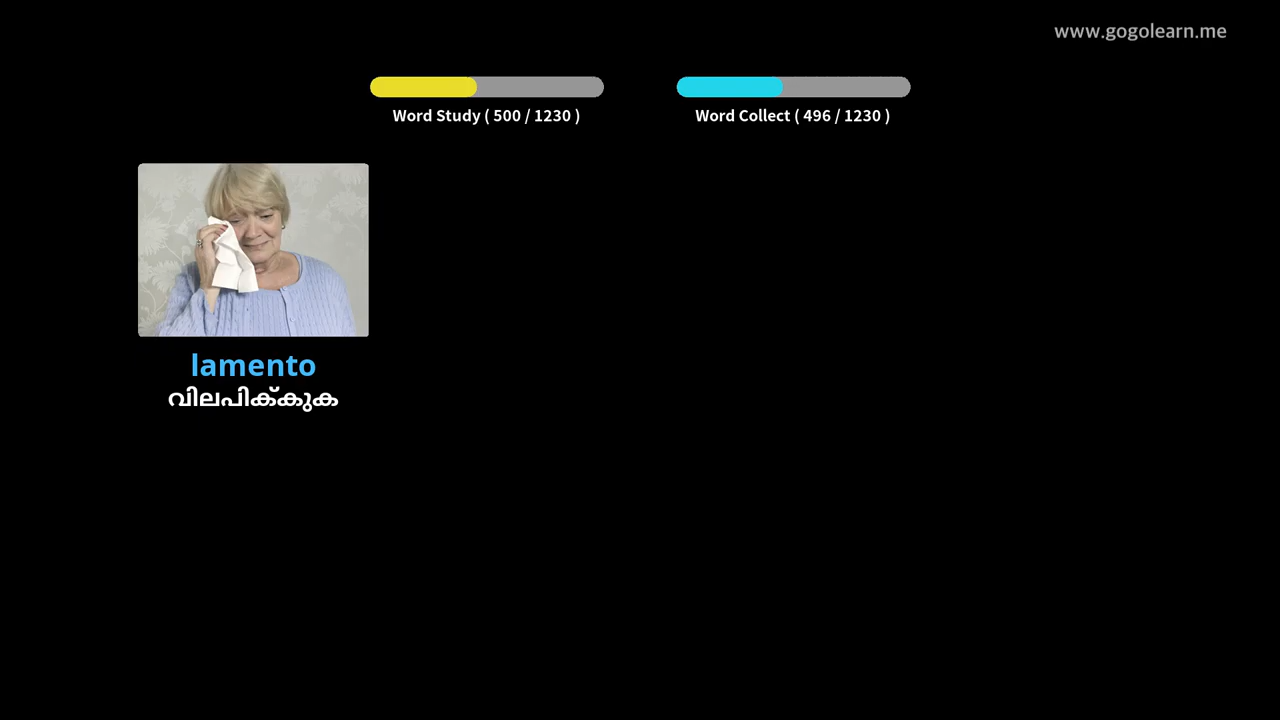 www.gogolearn.me
Word Study ( 500 / 1230 )
Word Collect ( 496 / 1230 )
lamento
വിലപിക്കുക